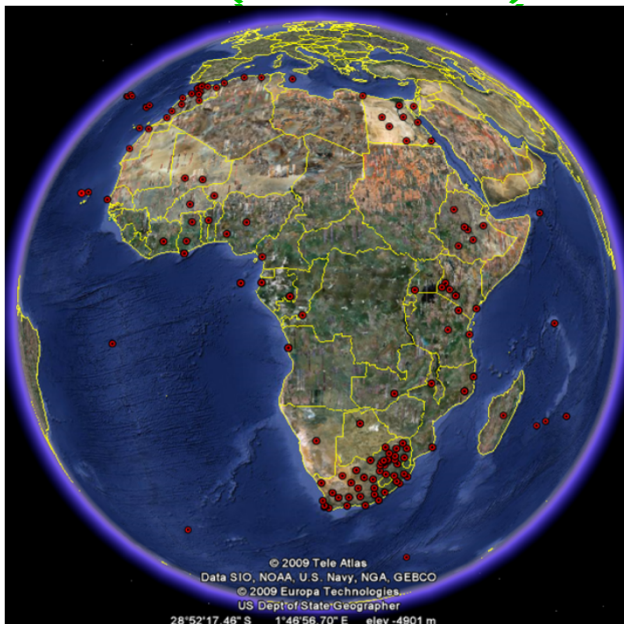 © 2009 Tele Atlas
Data SIO, NOAA, U.S. Navy, NGA, GEBCO
© 2009 Europa Technologies
US Dept of State Geographer
28°52'17.46" S 1°46'56.70" E elev -4901 m